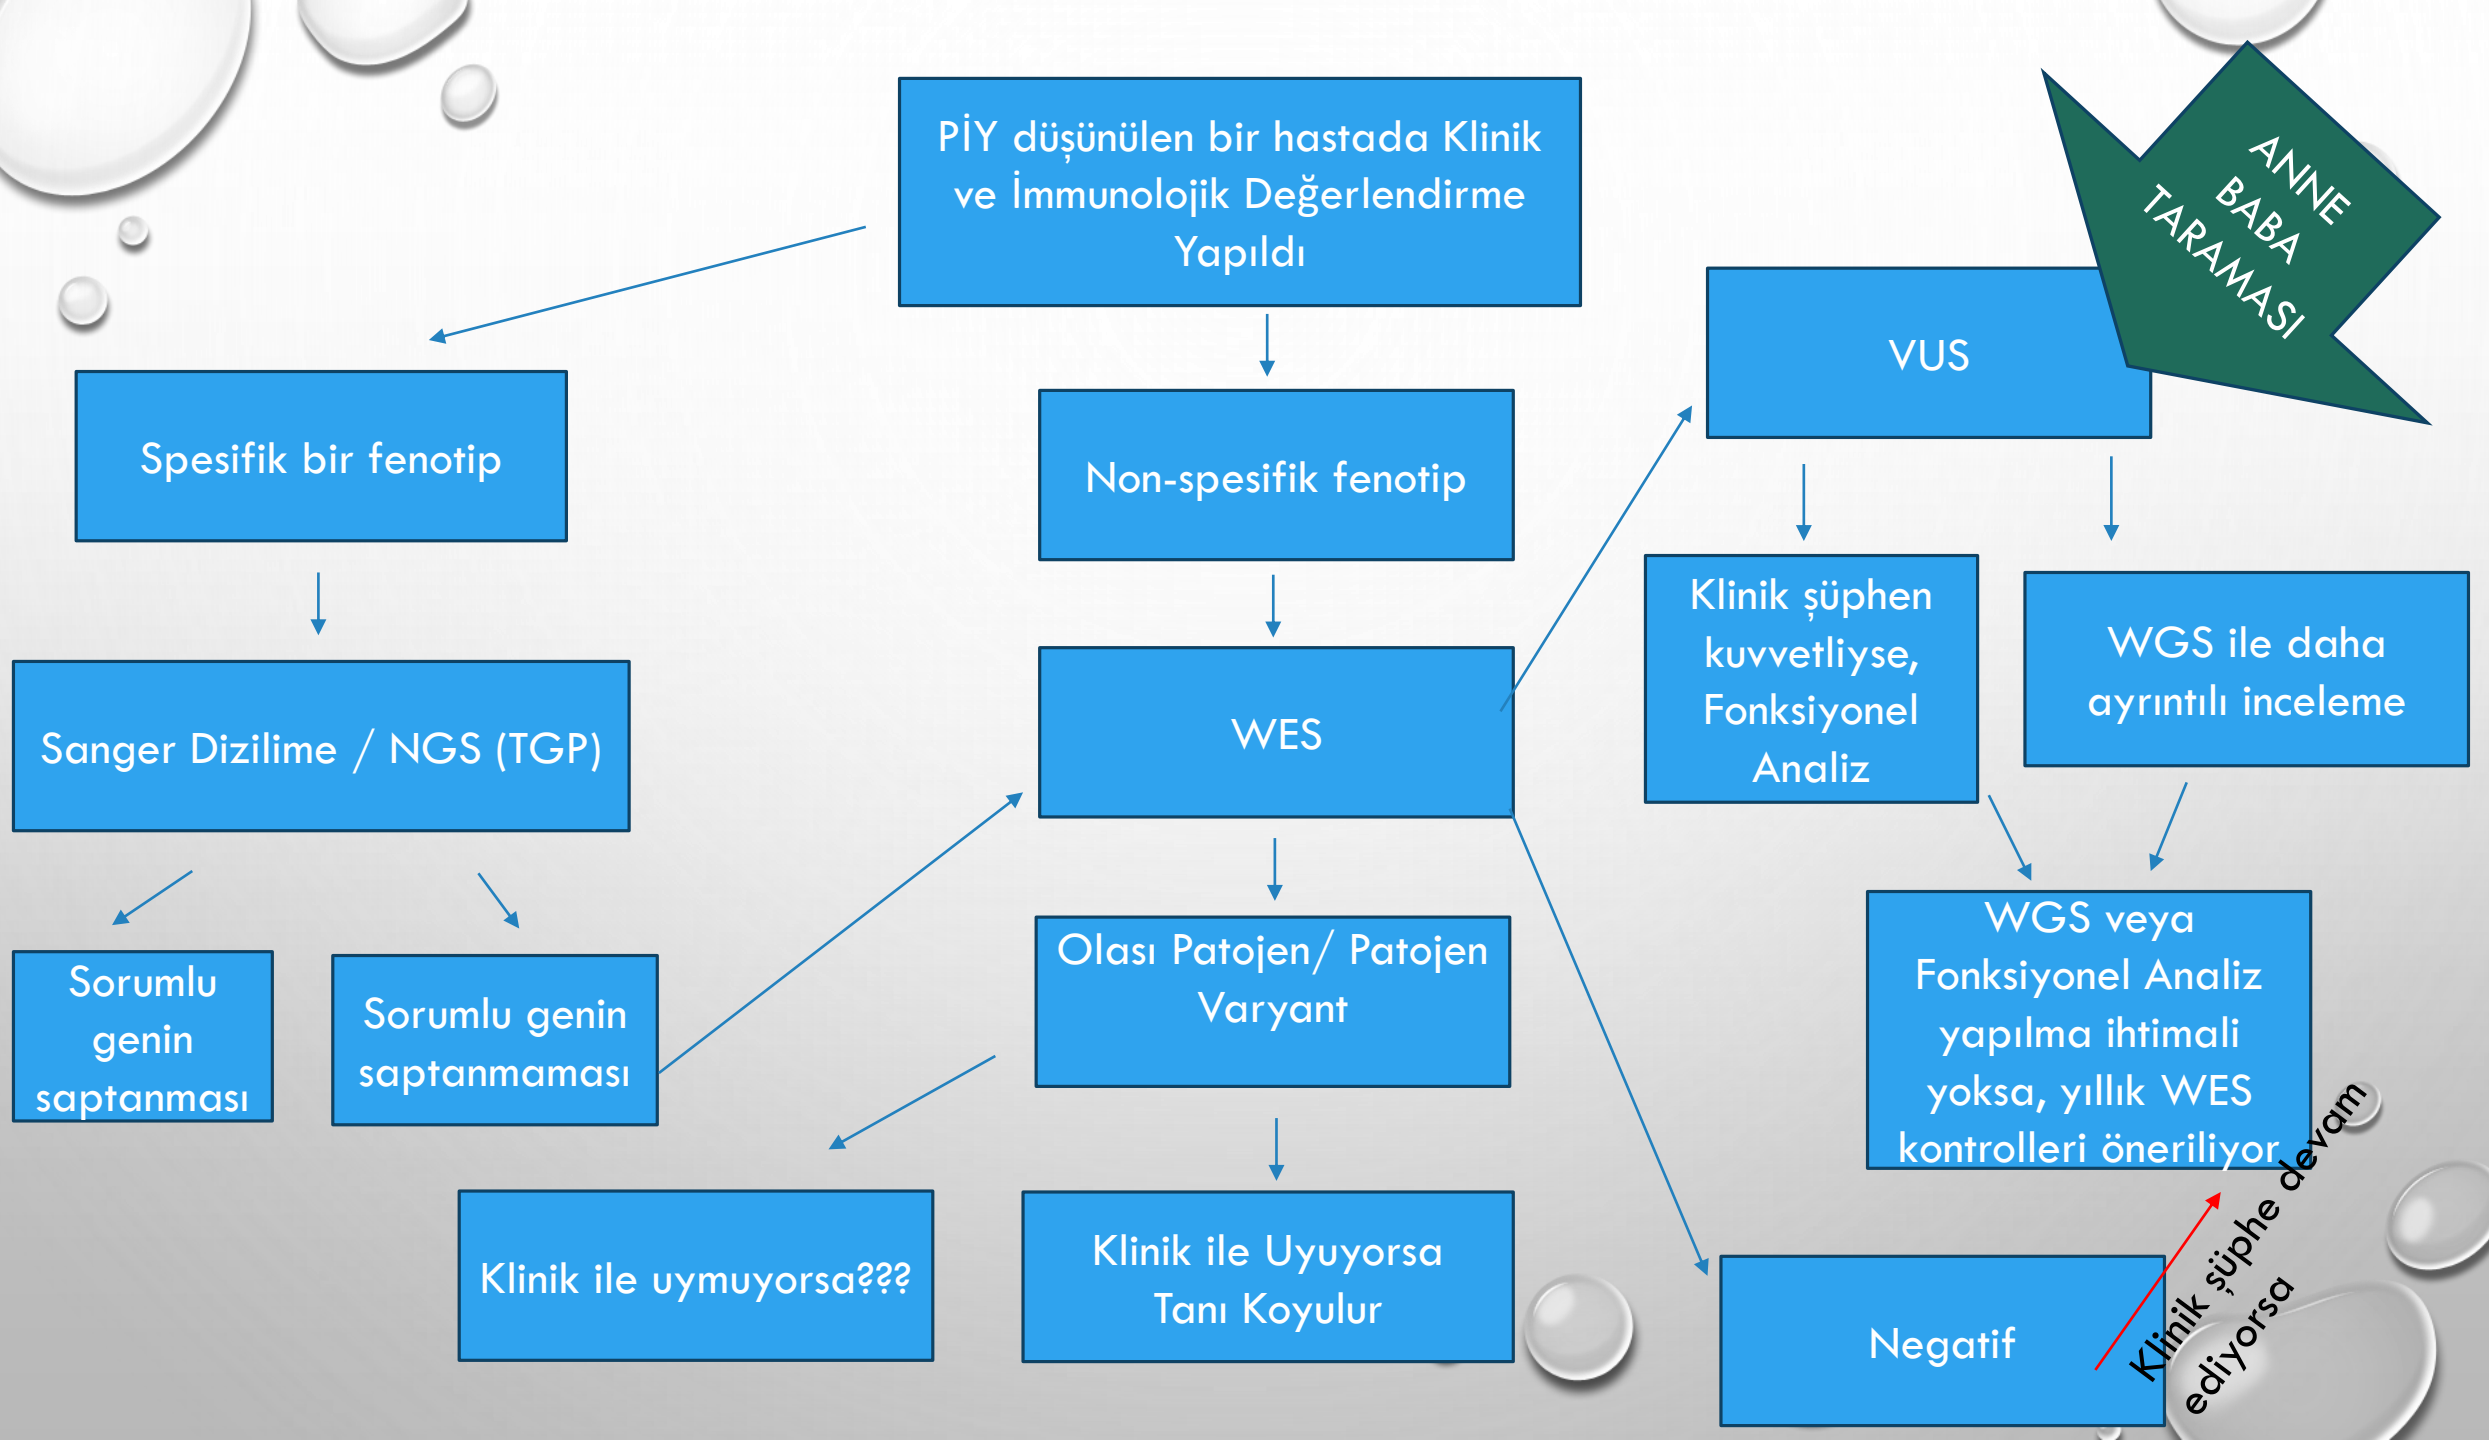 PİY düşünülen bir hastada Klinik
ve İmmunolojik Değerlendirme
Yapıldı
ANNE
BABA
TARAMASI
VUS
Spesifik bir fenotip
Non-spesifik fenotip
Klinik şüphen
kuvvetliyse,
Fonksiyonel
Analiz
WGS ile daha
ayrıntılı inceleme
Sanger Dizilime / NGS (TGP)
WES
Sorumlu
genin
saptanması
Sorumlu genin
saptanmaması
Olası Patojen/ Patojen
Varyant
WGS veya
Fonksiyonel Analiz
yapılma ihtimali
yoksa, yıllık WES
kontrolleri öneriliyor
Klinik ile uymuyorsa???
Klinik ile Uyuyorsa
Tanı Koyulur
Negatif
Klinik şüphe devam
ediyorsa